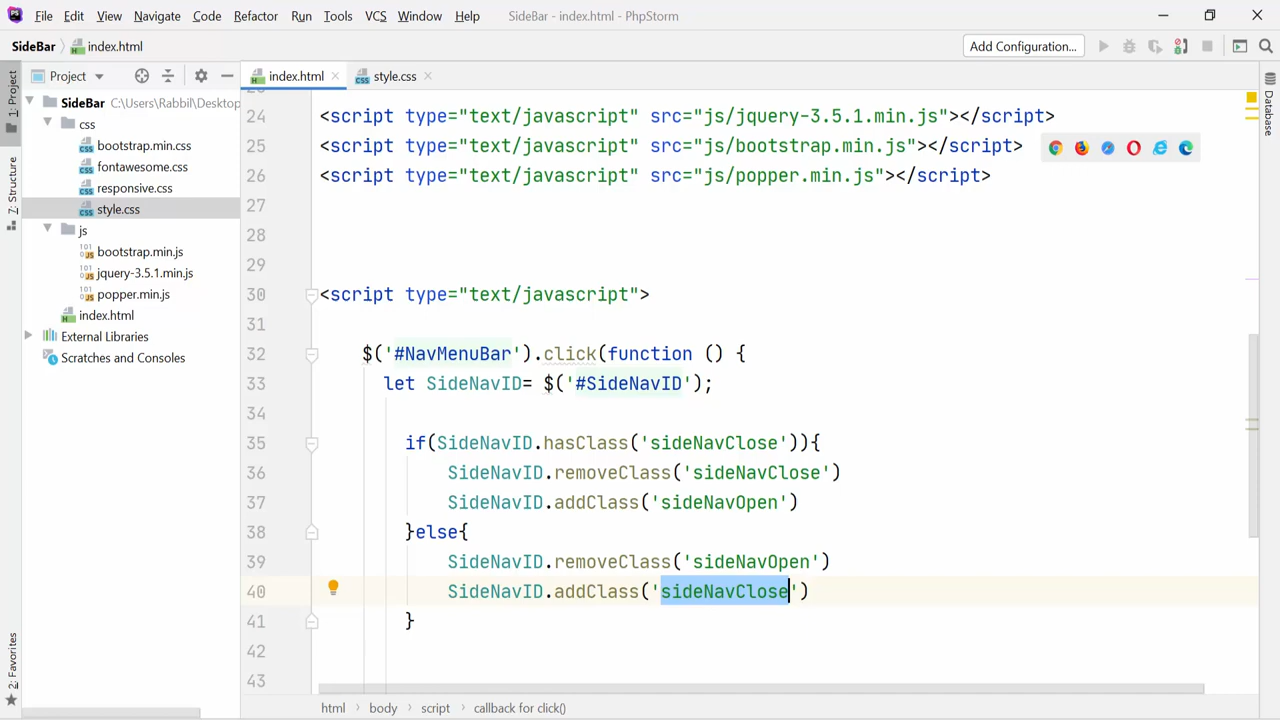 File Edit View Navigate Code Refactor Run Tools VCS Window Help SideBar - index.html - PhpStorm
SideBar index.html Add Configuration...
1: Project
7: Structure
2: Favorites
Project
SideBar C:\Users\Rabbil\Desktop
css
bootstrap.min.css
fontawesome.css
responsive.css
style.css
js
bootstrap.min.js
jquery-3.5.1.min.js
popper.min.js
index.html
External Libraries
Scratches and Consoles
index.html style.css
24 <script type="text/javascript" src="js/jquery-3.5.1.min.js"></script>
25 <script type="text/javascript" src="js/bootstrap.min.js"></script>
26 <script type="text/javascript" src="js/popper.min.js"></script>
27
28
29
30 <script type="text/javascript">
31
32 $('#NavMenuBar').click(function () {
33 let SideNavID= $('#SideNavID');
34
35 if(SideNavID.hasClass('sideNavClose')){
36 SideNavID.removeClass('sideNavClose')
37 SideNavID.addClass('sideNavOpen')
38 }else{
39 SideNavID.removeClass('sideNavOpen')
40 SideNavID.addClass('sideNavClose')
41 }
42
43
html body script callback for click()
Database